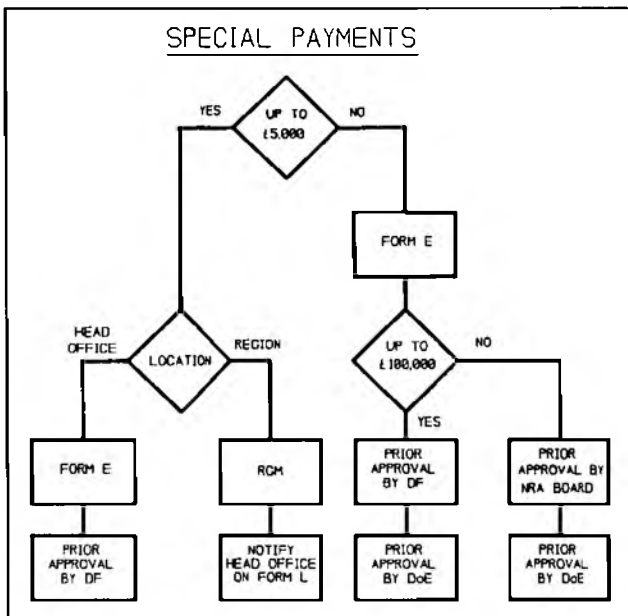 SPECIAL PAYMENTS
YES
UP TO
£5,000
NO
FORM E
HEAD
OFFICE
LOCATION
REGION
UP TO
£100,000
NO
YES
FORM E
RGM
PRIOR
APPROVAL
BY DF
PRIOR
APPROVAL BY
NRA BOARD
PRIOR
APPROVAL
BY DF
NOTIFY
HEAD OFFICE
ON FORM L
PRIOR
APPROVAL
BY DoE
PRIOR
APPROVAL
BY DoE